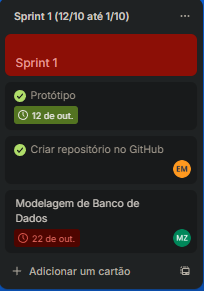 Sprint 1 (12/10 até 1/10)
Sprint 1
Protótipo
12 de out.
Criar repositório no GitHub
EM
Modelagem de Banco de
Dados
22 de out.
MZ
Adicionar um cartão